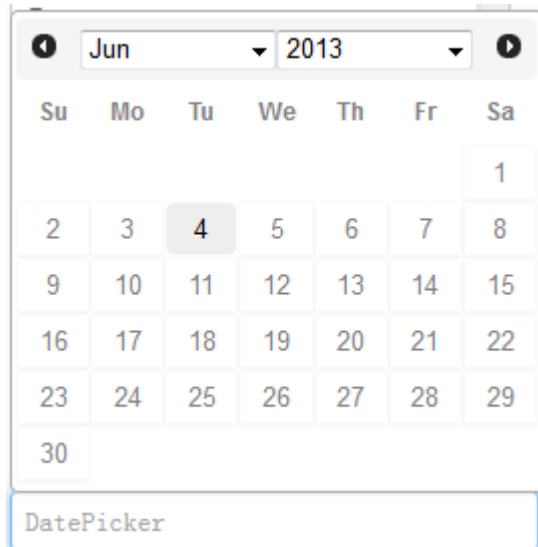 Jun 2013
Su Mo Tu We Th Fr Sa
1
2 3 4 5 6 7 8
9 10 11 12 13 14 15
16 17 18 19 20 21 22
23 24 25 26 27 28 29
30
DatePicker